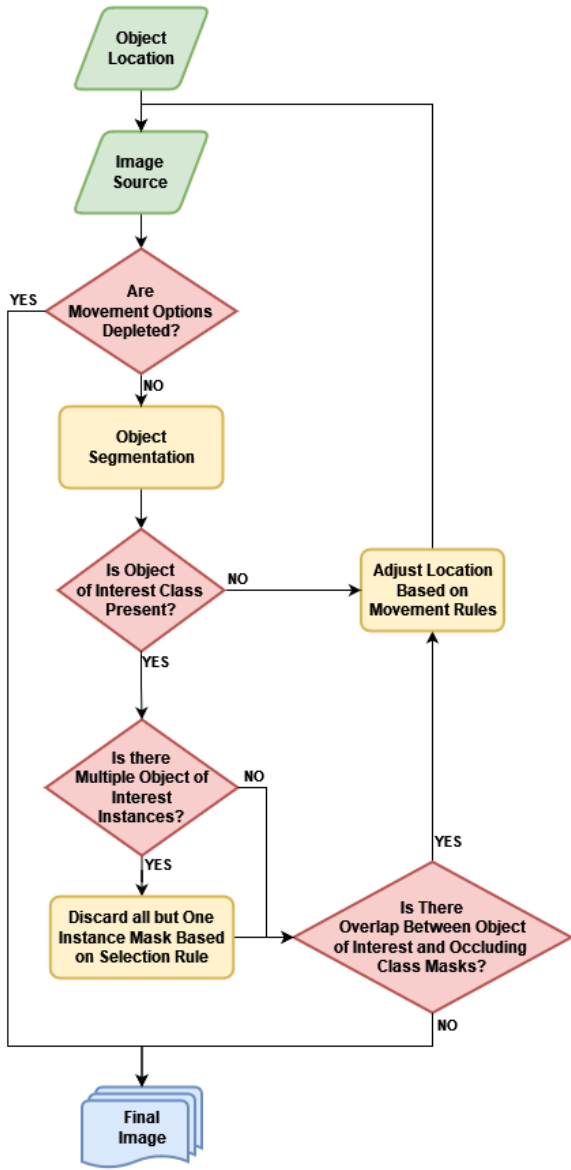 Object
Location
Image
Source
YES
Are
Movement Options
Depleted?
NO
Object
Segmentation
Is Object
of Interest Class
Present?
NO
Adjust Location
Based on
Movement Rules
YES
Is there
Multiple Object of
Interest
Instances?
NO
YES
YES
Discard all but One
Instance Mask Based
on Selection Rule
Is There
Overlap Between Object
of Interest and Occluding
Class Masks?
NO
Final
Image